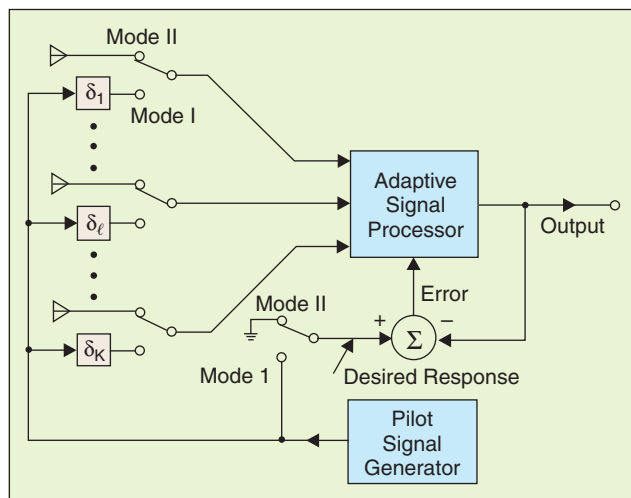 Mode II
δ1
Mode I
Adaptive
Signal
Processor
Output
δℓ
Error
Mode II
+
−
Σ
δK
Mode 1
Desired Response
Pilot
Signal
Generator